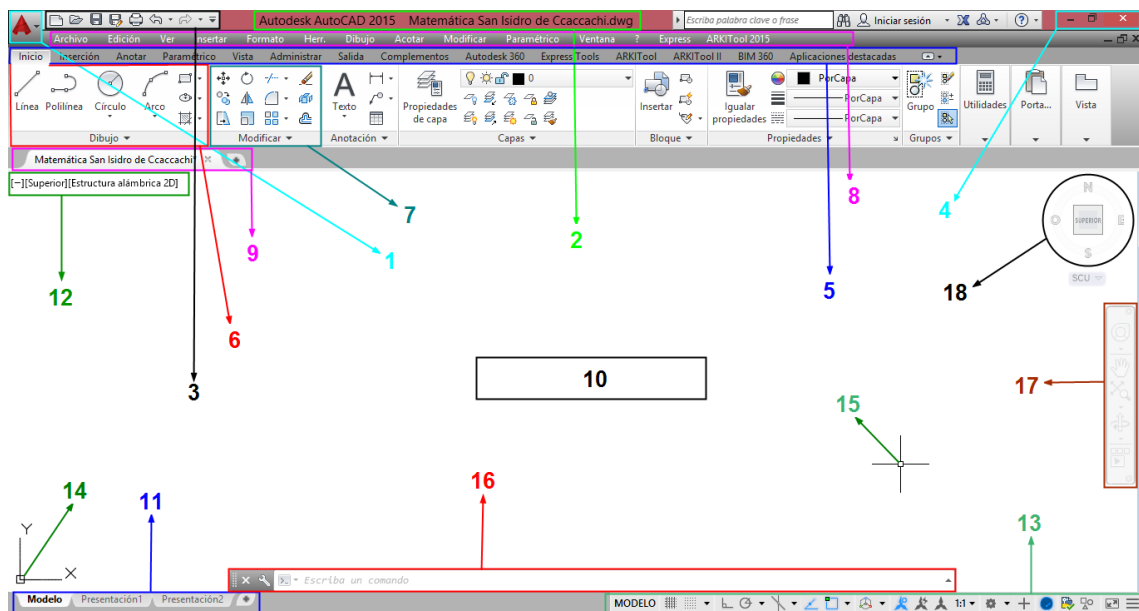 Autodesk AutoCAD 2015 Matemática San Isidro de Ccaccachi.dwg
Escriba palabra clave o frase
Iniciar sesión
Archivo Edición Ver Insertar Formato Herr. Dibujo Acotar Modificar Paramétrico Ventana ? Express ARKITool 2015
Inicio Inserción Anotar Paramétrico Vista Administrar Salida Complementos Autodesk 360 Express Tools ARKITool ARKITool II BIM 360 Aplicaciones destacadas
0
PorCapa
PorCapa
PorCapa
Línea Polilínea Círculo Arco
Texto
Propiedades de capa
Insertar
Igualar propiedades
Grupo
Utilidades
Porta...
Vista
Dibujo Modificar Anotación Capas Bloque Propiedades Grupos
Matemática San Isidro de Ccaccachi*
[−][Superior][Estructura alámbrica 2D]
N
O SUPERIOR E
S
SCU
7
2
8
4
9
1
12
5
18
6
3
10
17
15
14
11
16
13
Y
X
Escriba un comando
Modelo Presentación1 Presentación2
MODELO
1:1